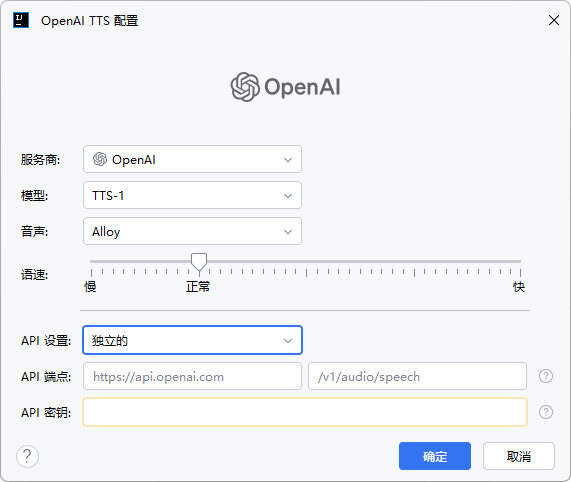 OpenAI TTS 配置
OpenAI
服务商: OpenAI
模型: TTS-1
音声: Alloy
语速:
慢 正常 快
API 设置: 独立的
API 端点: https://api.openai.com /v1/audio/speech ?
API 密钥: ?
? 确定 取消